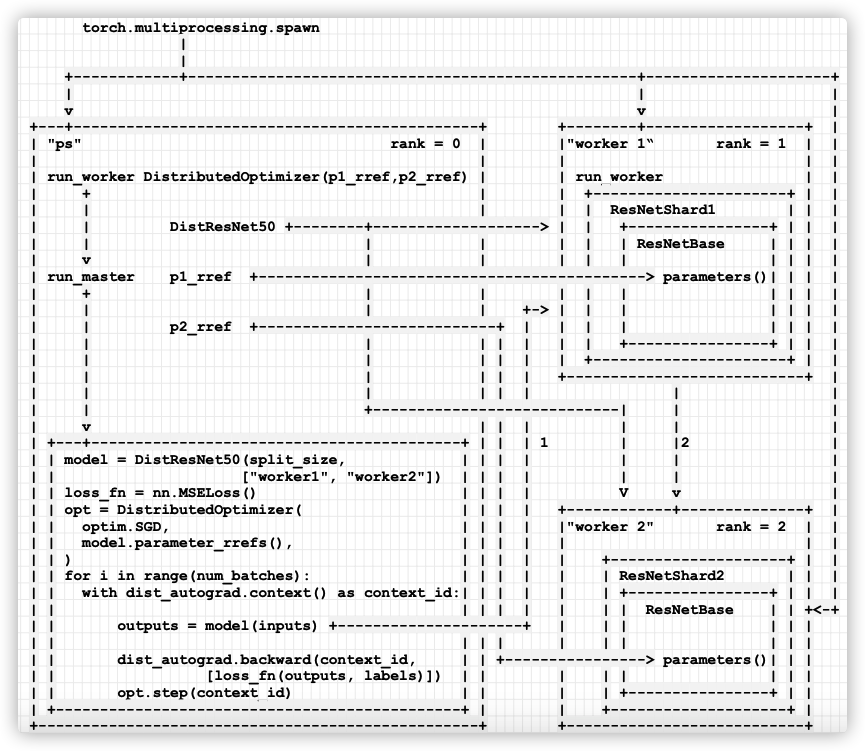 torch.multiprocessing.spawn
"ps" rank = 0
run_worker DistributedOptimizer(p1_rref,p2_rref)
DistResNet50
run_master p1_rref
p2_rref
model = DistResNet50(split_size,
["worker1", "worker2"])
loss_fn = nn.MSELoss()
opt = DistributedOptimizer(
optim.SGD,
model.parameter_rrefs(),
)
for i in range(num_batches):
with dist_autograd.context() as context_id:
outputs = model(inputs)
dist_autograd.backward(context_id,
[loss_fn(outputs, labels)])
opt.step(context_id)
"worker 1‟ rank = 1
run_worker
ResNetShard1
ResNetBase
parameters()
1
2
"worker 2" rank = 2
ResNetShard2
ResNetBase
parameters()